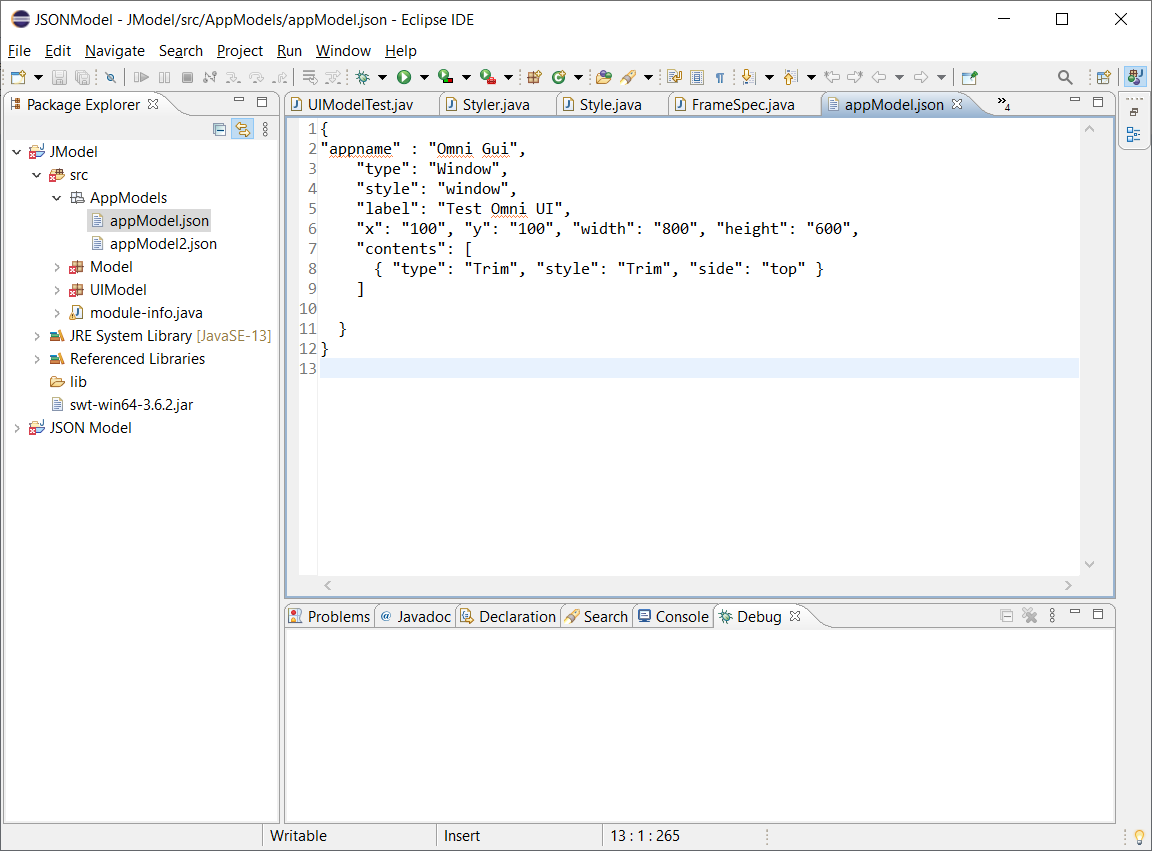 JSONModel - JModel/src/AppModels/appModel.json - Eclipse IDE
File Edit Navigate Search Project Run Window Help
Package Explorer
JModel
src
AppModels
appModel.json
appModel2.json
Model
UIModel
module-info.java
JRE System Library [JavaSE-13]
Referenced Libraries
lib
swt-win64-3.6.2.jar
JSON Model
UIModelTest.jav Styler.java Style.java FrameSpec.java appModel.json »4
1 {
2 "appname" : "Omni Gui",
3     "type": "Window",
4     "style": "window",
5     "label": "Test Omni UI",
6     "x": "100", "y": "100", "width": "800", "height": "600",
7     "contents": [
8       { "type": "Trim", "style": "Trim", "side": "top" }
9     ]
10
11   }
12 }
13
Problems @ Javadoc Declaration Search Console Debug
Writable Insert 13 : 1 : 265